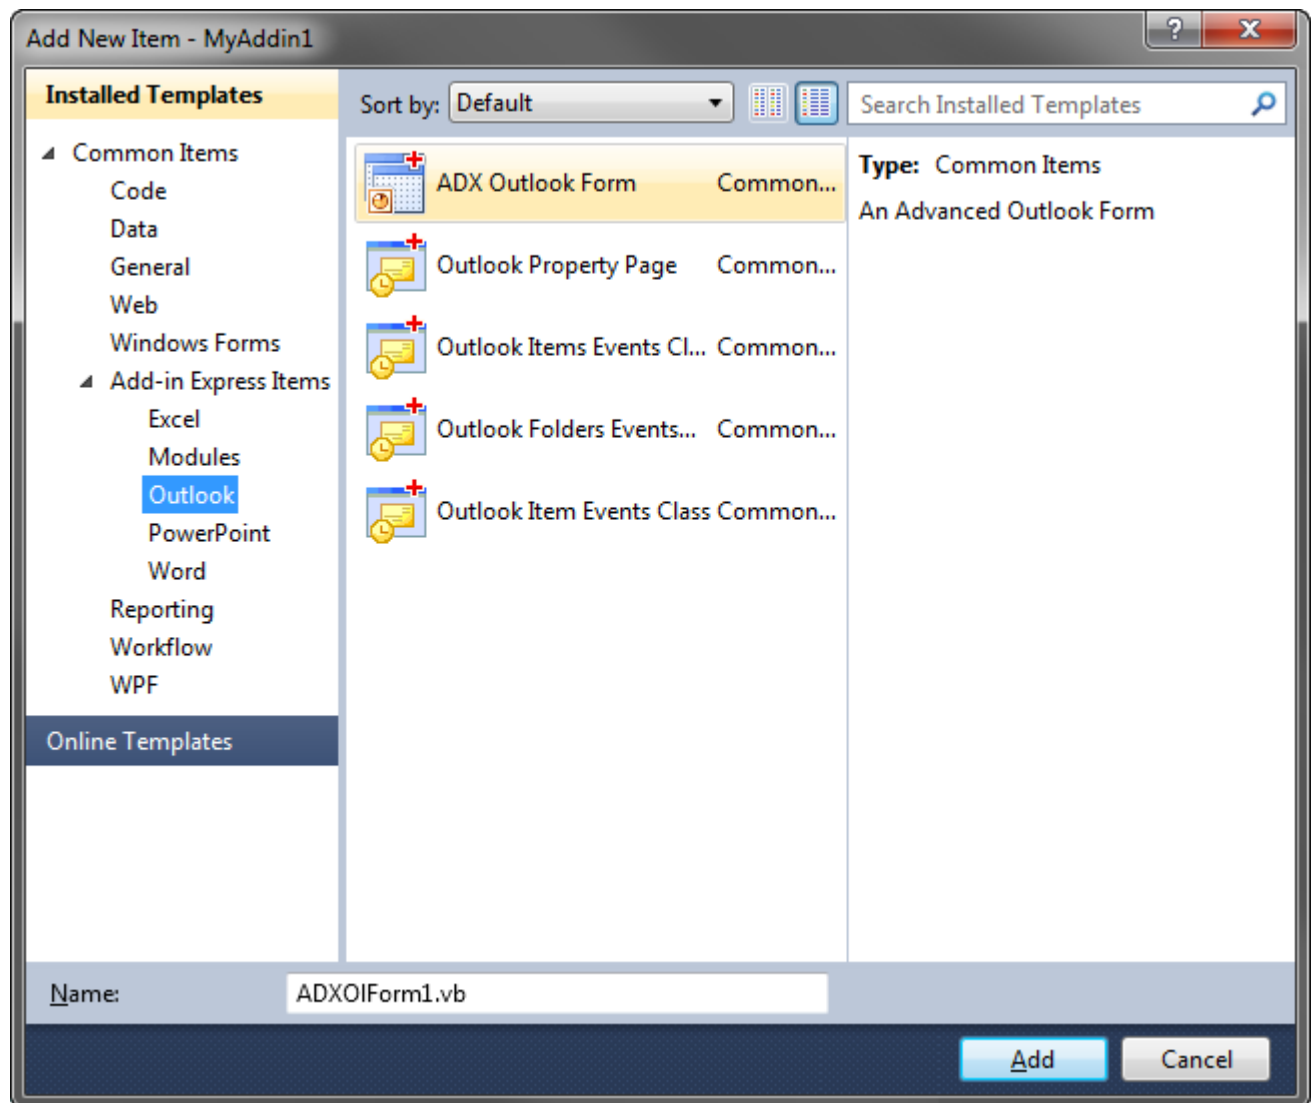 Add New Item - MyAddin1
?
x
Installed Templates
Common Items
Code
Data
General
Web
Windows Forms
Add-in Express Items
Excel
Modules
Outlook
PowerPoint
Word
Reporting
Workflow
WPF
Online Templates
Sort by: Default
Search Installed Templates
ADX Outlook Form Common...
Outlook Property Page Common...
Outlook Items Events Cl... Common...
Outlook Folders Events... Common...
Outlook Item Events Class Common...
Type: Common Items
An Advanced Outlook Form
Name: ADXOlForm1.vb
Add Cancel